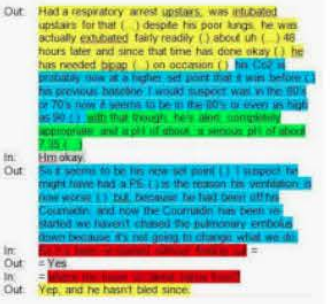 Out: Had a respiratory arrest upstairs, was intubated
upstairs for that (  ) despite his poor lungs, he was
actually extubated fairly readily (.) about uh (  ) 48
hours later and since that time has done okay (.) he
has needed bipap (  ) on occasion (.) his Co2 is
probably now at a higher set point that it was before (.)
his previous baseline I would suspect was in the 60's
or 70's now it seems to be in the 80's or even as high
as 90 (.) with that though, he's alert, completely
appropriate and a pH of about, a venous pH of about
7.35 (.)
In: Hm okay.
Out: So it seems to be his new set point (.) I suspect he
might have had a PE (.) is the reason his ventilation is
now worse (.) but, because he had been off his
Coumadin, and now the Coumadin has been re-
started we haven't chased the pulmonary embolus
down because it's not going to change what we do.
In: =
Out: = Yes
In: =
Out: Yep, and he hasn't bled since.